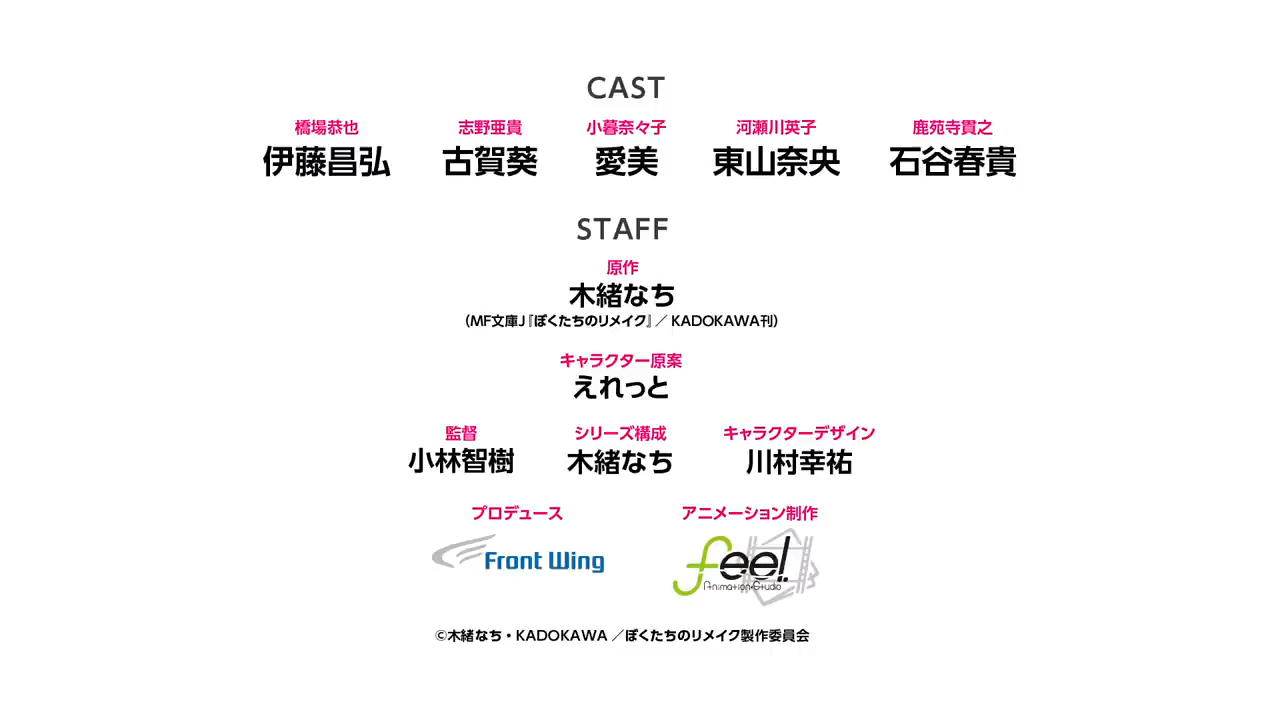 CAST
橋場恭也 志野亜貴 小暮奈々子 河瀬川英子 鹿苑寺貫之
伊藤昌弘 古賀葵 愛美 東山奈央 石谷春貴
STAFF
原作
木緒なち
（MF文庫J『ぼくたちのリメイク』／KADOKAWA刊）
キャラクター原案
えれっと
監督 シリーズ構成 キャラクターデザイン
小林智樹 木緒なち 川村幸祐
プロデュース アニメーション制作
Front Wing feel.
Animation Studio
©木緒なち・KADOKAWA ／ぼくたちのリメイク製作委員会